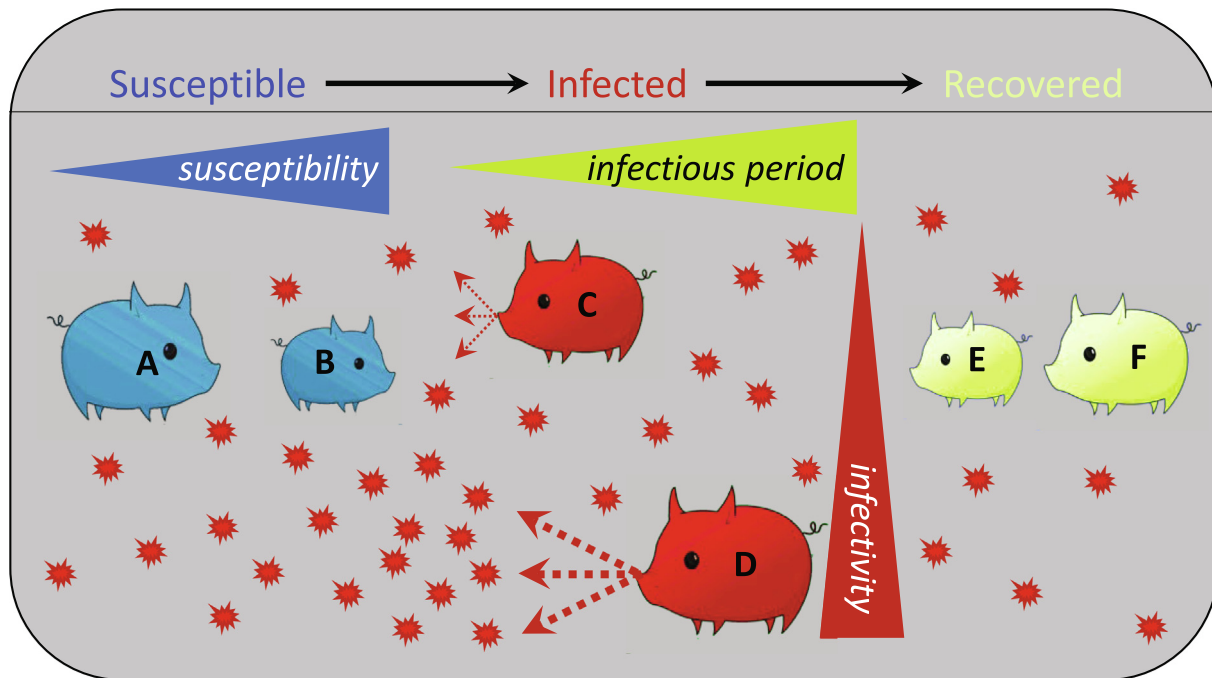 Susceptible Infected Recovered
susceptibility infectious period
A B C E F
D
infectivity